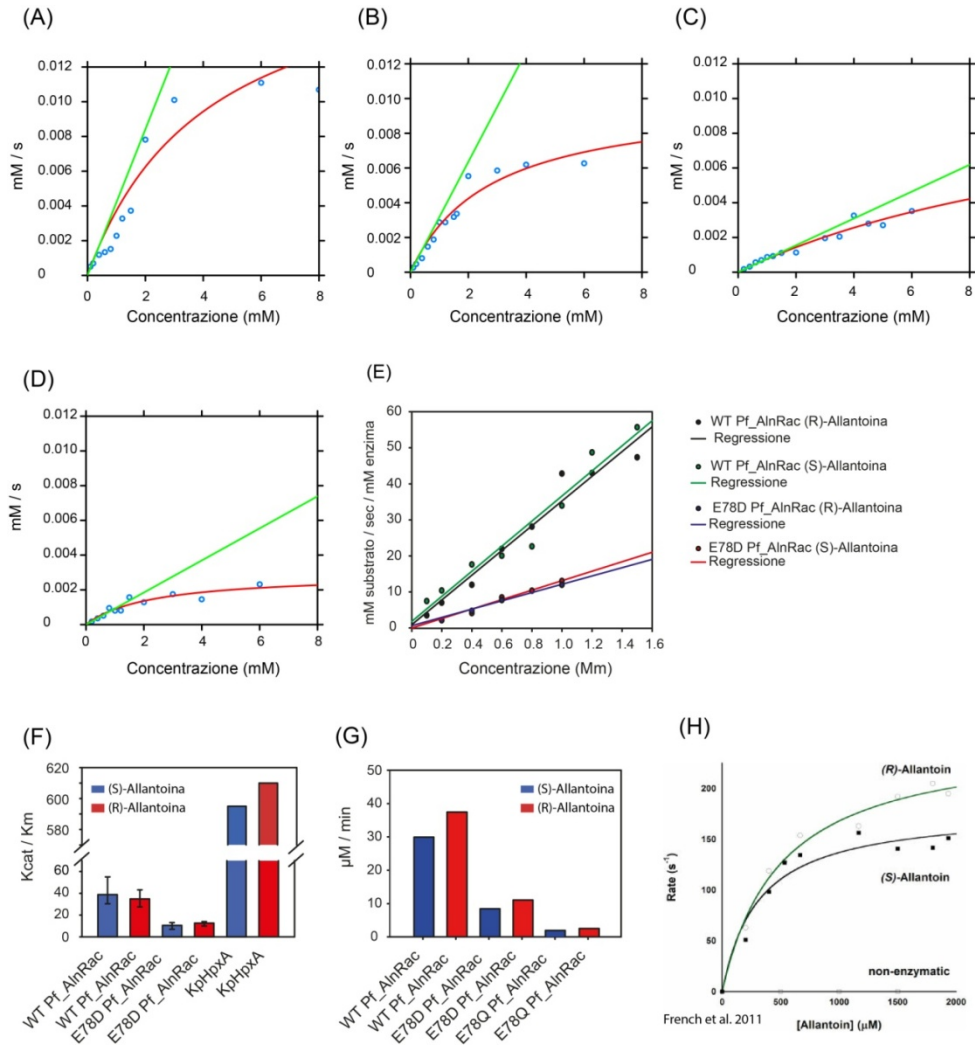 (A)
0.012
0.010
0.008
0.006
0.004
0.002
0
mM / s
0 2 4 6 8
Concentrazione (mM)
(B)
0.012
0.010
0.008
0.006
0.004
0.002
0
mM / s
0 2 4 6 8
Concentrazione (mM)
(C)
0.012
0.010
0.008
0.006
0.004
0.002
0
mM / s
0 2 4 6 8
Concentrazione (mM)
(D)
0.012
0.010
0.008
0.006
0.004
0.002
0
mM / s
0 2 4 6 8
Concentrazione (mM)
(E)
60
50
40
30
20
10
0
mM substrato / sec / mM enzima
0 0.2 0.4 0.6 0.8 1.0 1.2 1.4 1.6
Concentrazione (Mm)
WT Pf_AlnRac (R)-Allantoina
Regressione
WT Pf_AlnRac (S)-Allantoina
Regressione
E78D Pf_AlnRac (R)-Allantoina
Regressione
E78D Pf_AlnRac (S)-Allantoina
Regressione
(F)
620
600
580
60
40
20
0
Kcat / Km
(S)-Allantoina
(R)-Allantoina
WT Pf_AlnRac
WT Pf_AlnRac
E78D Pf_AlnRac
E78D Pf_AlnRac
KpHpxA
KpHpxA
(G)
50
40
30
20
10
0
µM / min
(S)-Allantoina
(R)-Allantoina
WT Pf_AlnRac
WT Pf_AlnRac
E78D Pf_AlnRac
E78D Pf_AlnRac
E78Q Pf_AlnRac
E78Q Pf_AlnRac
(H)
200
150
100
50
0
Rate (s⁻¹)
(R)-Allantoin
(S)-Allantoin
non-enzymatic
0 500 1000 1500 2000
[Allantoin] (µM)
French et al. 2011